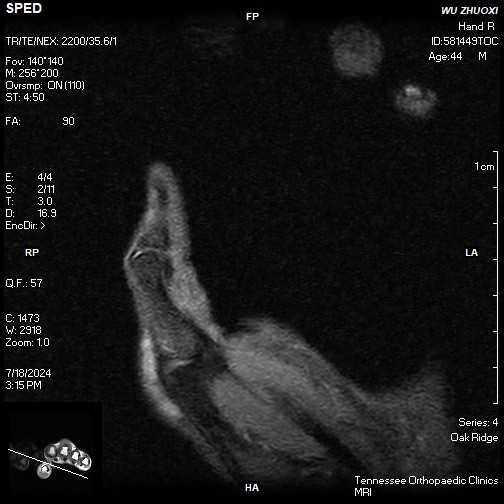 SPED
FP
WU ZHUOXI
Hand R
TR/TE/NEX: 2200/35.6/1
ID:581449TOC
Age:44 M
Fov: 140*140
M: 256*200
Ovrsmp: ON (110)
ST: 4:50
FA: 90
1cm
E: 4/4
S: 2/11
T: 3.0
D: 16.9
EncDir: >
RP
LA
Q.F.: 57
C: 1473
W: 2918
Zoom: 1.0
7/18/2024
3:15 PM
Series: 4
Oak Ridge
HA
Tennessee Orthopaedic Clinics
MRI